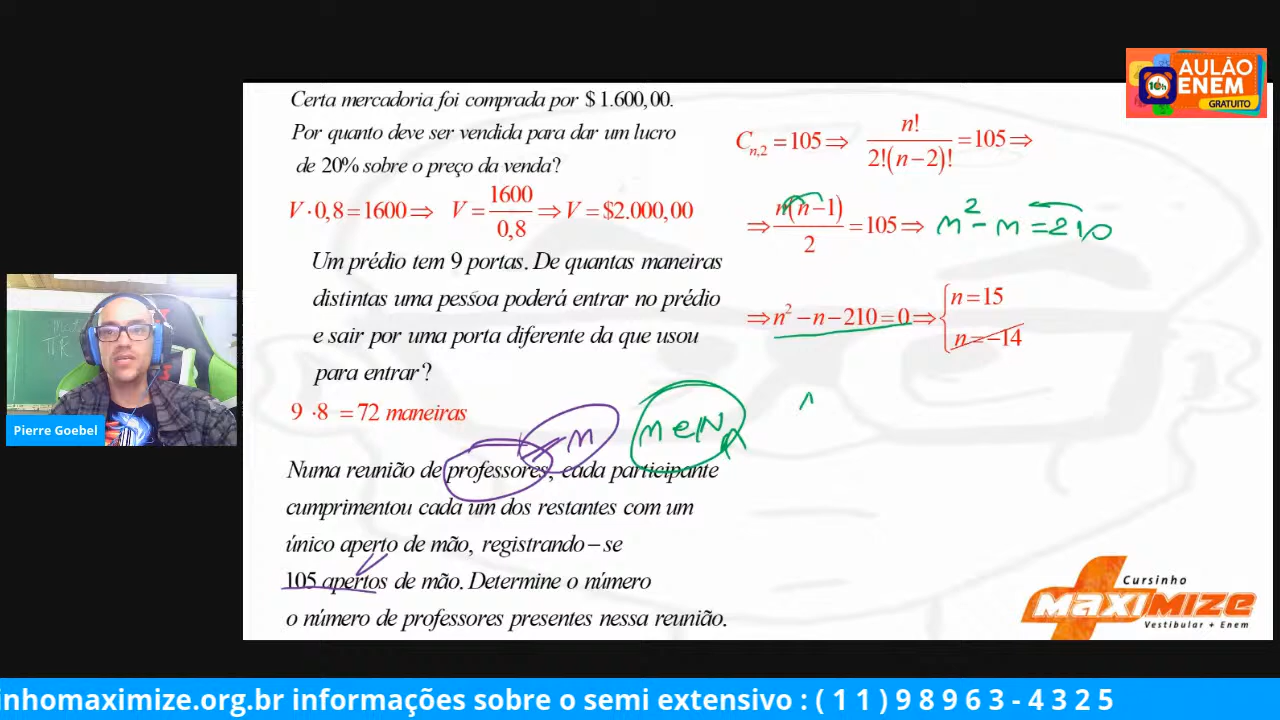 AULÃO
10h
ENEM
GRATUITO
Certa mercadoria foi comprada por $ 1.600,00.
Por quanto deve ser vendida para dar um lucro
de 20% sobre o preço da venda?
V·0,8 = 1600 ⇒ V = 1600/0,8 ⇒ V = $2.000,00
Um prédio tem 9 portas. De quantas maneiras
distintas uma pessoa poderá entrar no prédio
e sair por uma porta diferente da que usou
para entrar?
9 ·8 = 72 maneiras
= n
n ∈ N
Numa reunião de professores, cada participante
cumprimentou cada um dos restantes com um
único aperto de mão, registrando–se
105 apertos de mão. Determine o número
o número de professores presentes nessa reunião.
Cn,2 = 105 ⇒ n!/2!(n−2)! = 105 ⇒
⇒ n(n−1)/2 = 105 ⇒ n² - n = 210
⇒ n² − n − 210 = 0 ⇒ { n = 15
n = −14
Pierre Goebel
Cursinho
MAXIMIZE
Vestibular + Enem
inhomaximize.org.br informações sobre o semi extensivo : ( 1 1 ) 9 8 9 6 3 - 4 3 2 5